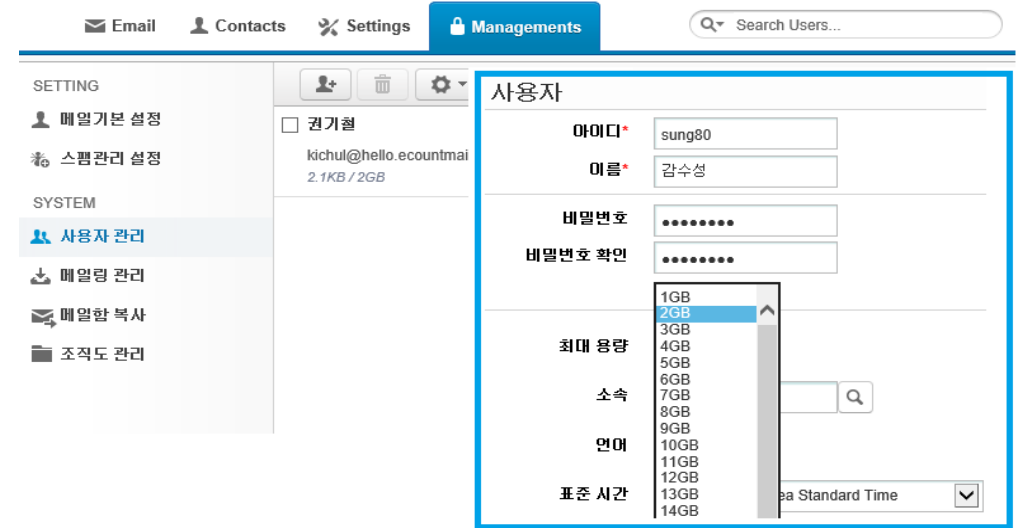 Email Contacts Settings Managements Search Users...
SETTING
메일기본 설정
스팸관리 설정
SYSTEM
사용자 관리
메일링 관리
메일함 복사
조직도 관리
권기철
kichul@hello.ecountmai
2.1KB / 2GB
사용자
아이디* sung80
이름* 감수성
비밀번호 ••••••••
비밀번호 확인 ••••••••
1GB
2GB
3GB
최대 용량 4GB
5GB
6GB
소속 7GB
8GB
9GB
언어 10GB
11GB
12GB
표준 시간 13GB ea Standard Time
14GB